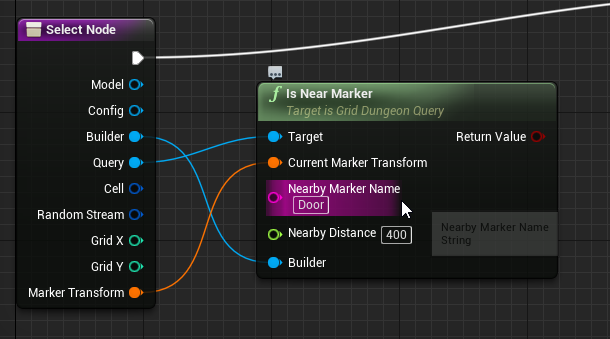 Select Node
Model
Config
Builder
Query
Cell
Random Stream
Grid X
Grid Y
Marker Transform
f Is Near Marker
Target is Grid Dungeon Query
Target Return Value
Current Marker Transform
Nearby Marker Name
Door
Nearby Distance 400
Builder
Nearby Marker Name
String